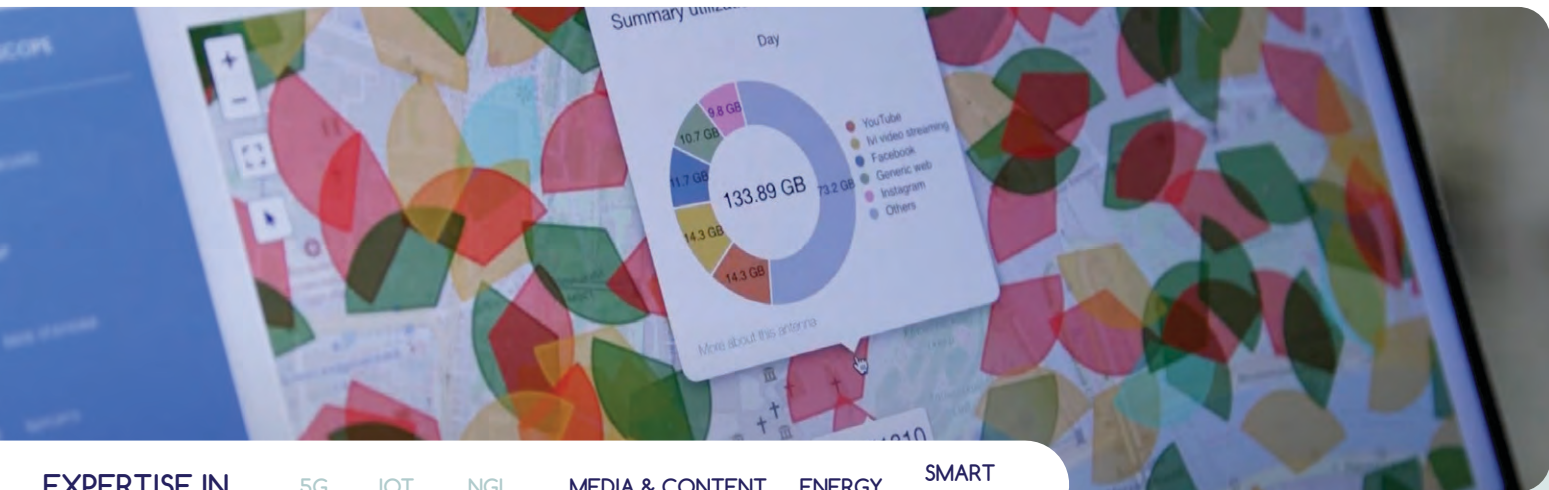 SCOPE
Summary
Day
9.8 GB
10.7 GB
11.7 GB
14.3 GB
14.3 GB
73.2 GB
133.89 GB
YouTube
lvl video streaming
Facebook
Generic web
Instagram
Others
More about this antenna
EXPERTISE IN
5G IOT NGI MEDIA & CONTENT ENERGY SMART